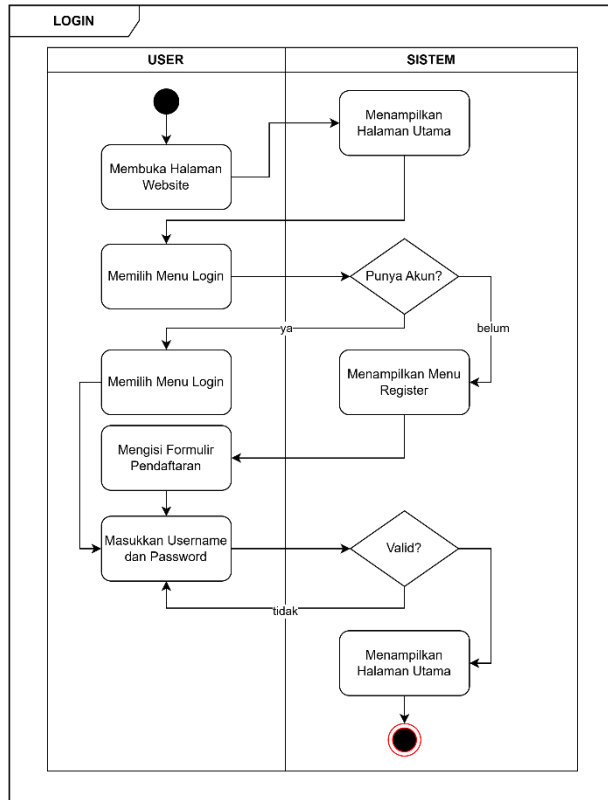 LOGIN
USER
SISTEM
Menampilkan
Halaman Utama
Membuka Halaman
Website
Memilih Menu Login
Punya Akun?
ya
belum
Memilih Menu Login
Menampilkan Menu
Register
Mengisi Formulir
Pendaftaran
Masukkan Username
dan Password
Valid?
tidak
Menampilkan
Halaman Utama